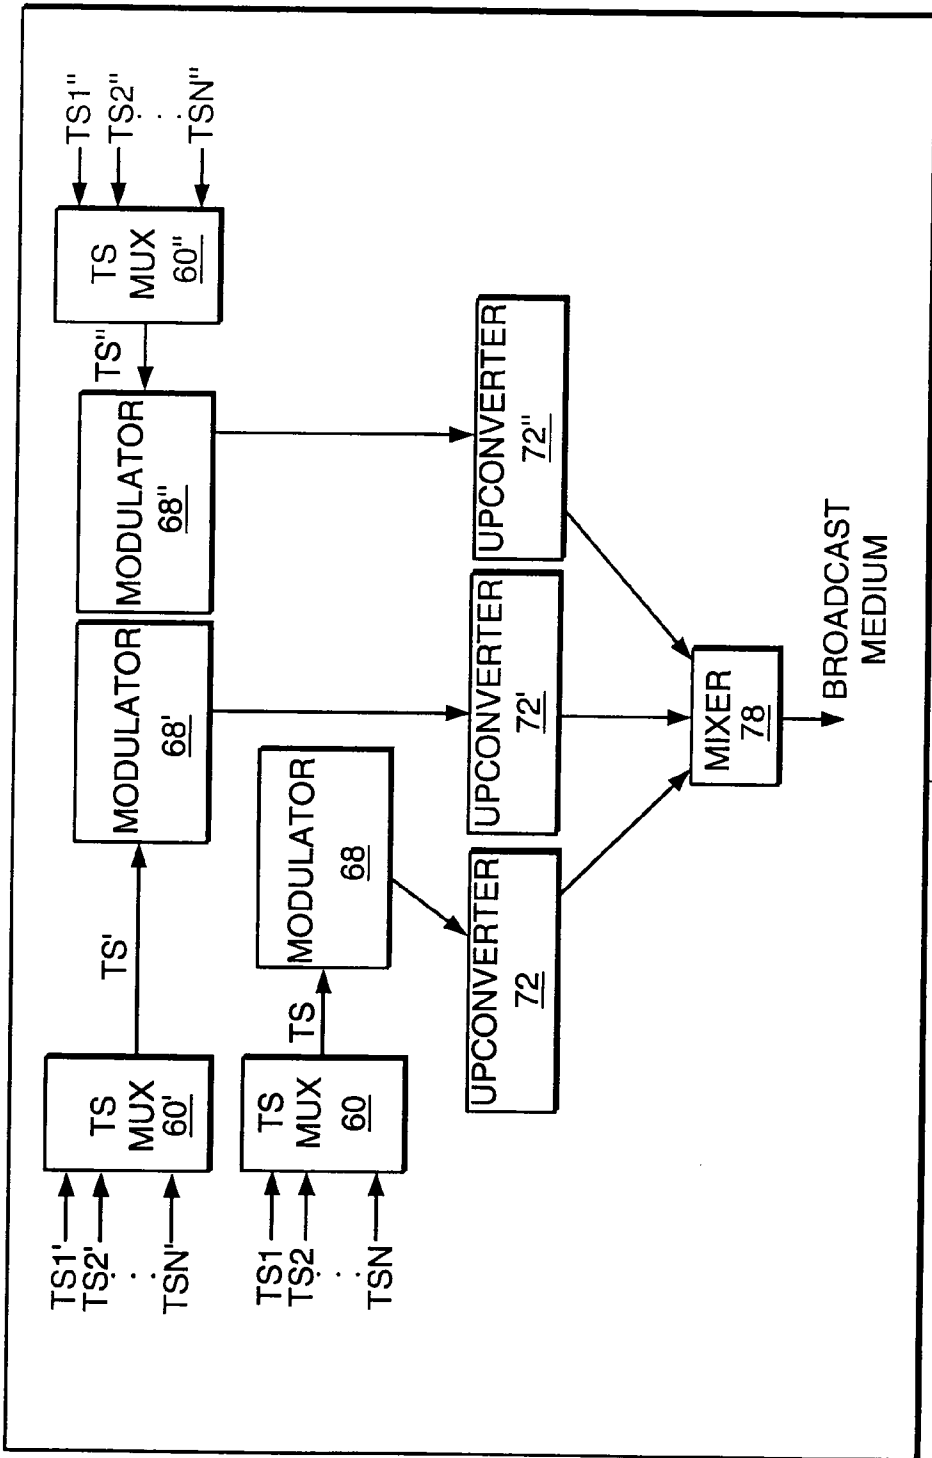 TS1'
TS2'
. . .
TSN'
TS
MUX
60'
TS'
MODULATOR
68'
MODULATOR
68"
TS"
TS
MUX
60"
TS1"
TS2"
. . .
TSN"
TS1
TS2
. . .
TSN
TS
MUX
60
TS
MODULATOR
68
UPCONVERTER
72
UPCONVERTER
72'
UPCONVERTER
72"
MIXER
78
BROADCAST
MEDIUM